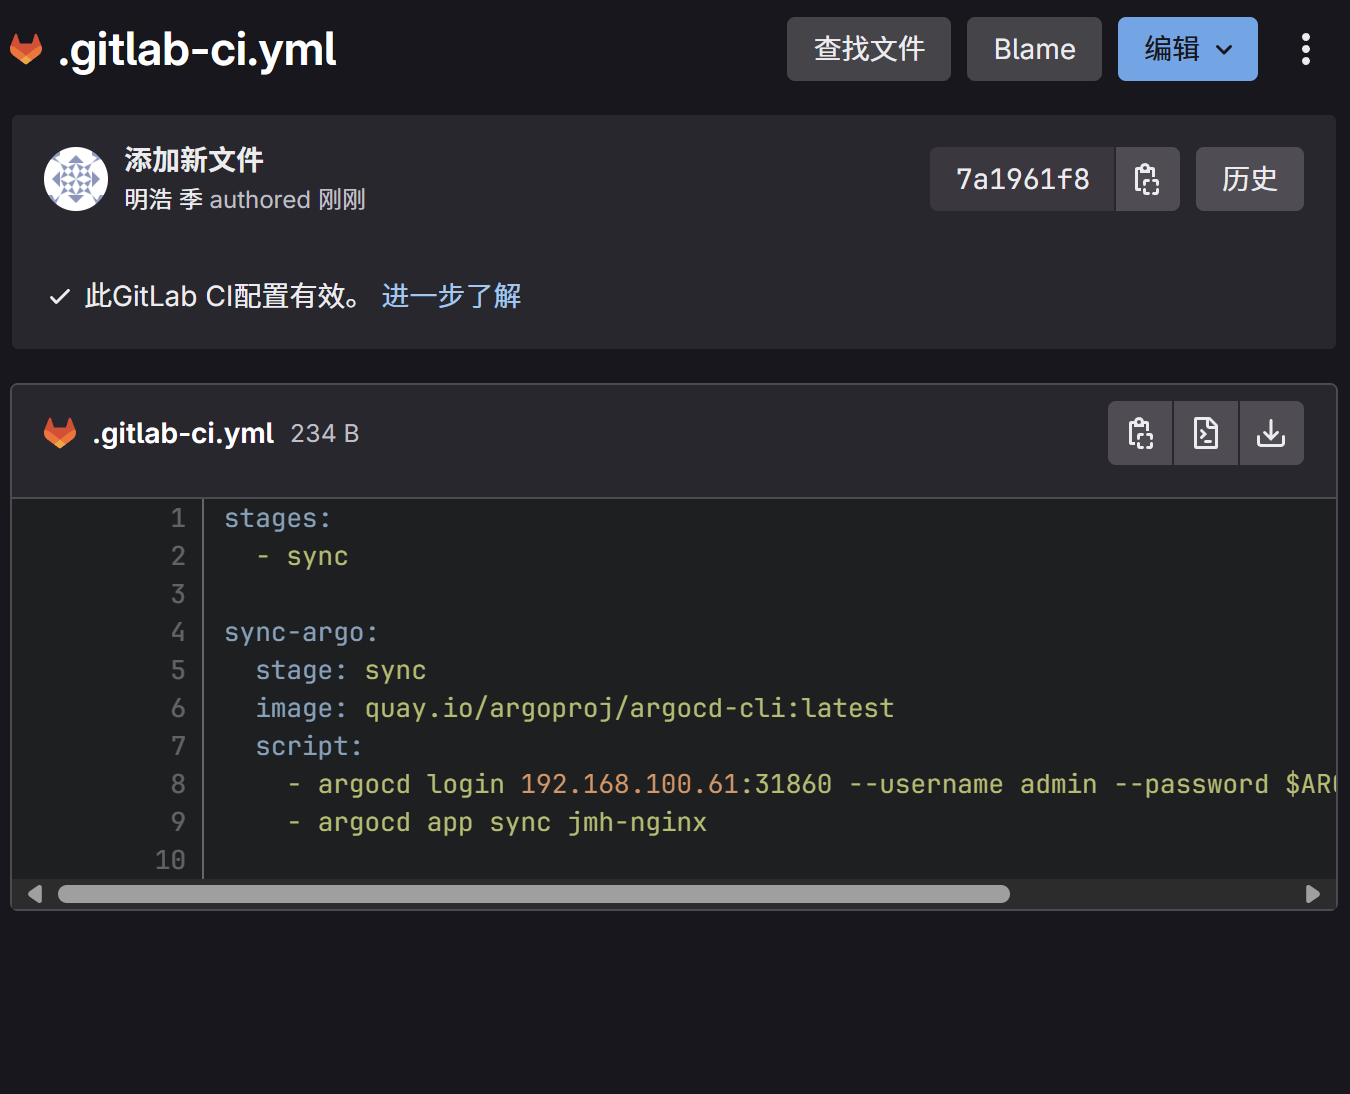 .gitlab-ci.yml
查找文件
Blame
编辑
添加新文件
明浩 季 authored 刚刚
7a1961f8
历史
此GitLab CI配置有效。 进一步了解
.gitlab-ci.yml 234 B
1 stages:
2   - sync
3
4 sync-argo:
5   stage: sync
6   image: quay.io/argoproj/argocd-cli:latest
7   script:
8     - argocd login 192.168.100.61:31860 --username admin --password $AR
9     - argocd app sync jmh-nginx
10